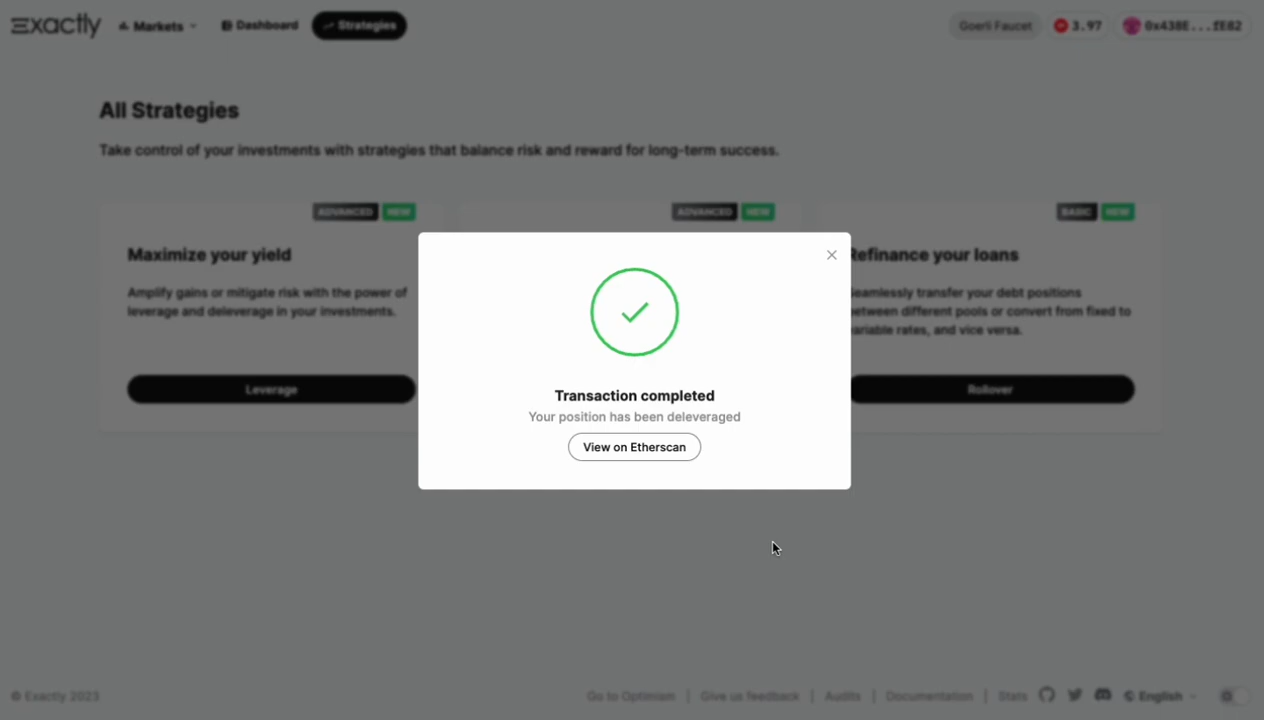 Exactly
Markets
Dashboard
Strategies
Goerli Faucet
3.97
0x438E...fE82
All Strategies
Take control of your investments with strategies that balance risk and reward for long-term success.
ADVANCED
NEW
ADVANCED
NEW
BASIC
NEW
Maximize your yield
Amplify gains or mitigate risk with the power of
leverage and deleverage in your investments.
Leverage
Refinance your loans
Seamlessly transfer your debt positions
between different pools or convert from fixed to
variable rates, and vice versa.
Rollover
Transaction completed
Your position has been deleveraged
View on Etherscan
© Exactly 2023
Go to Optimism
Give us feedback
Audits
Documentation
Stats
English